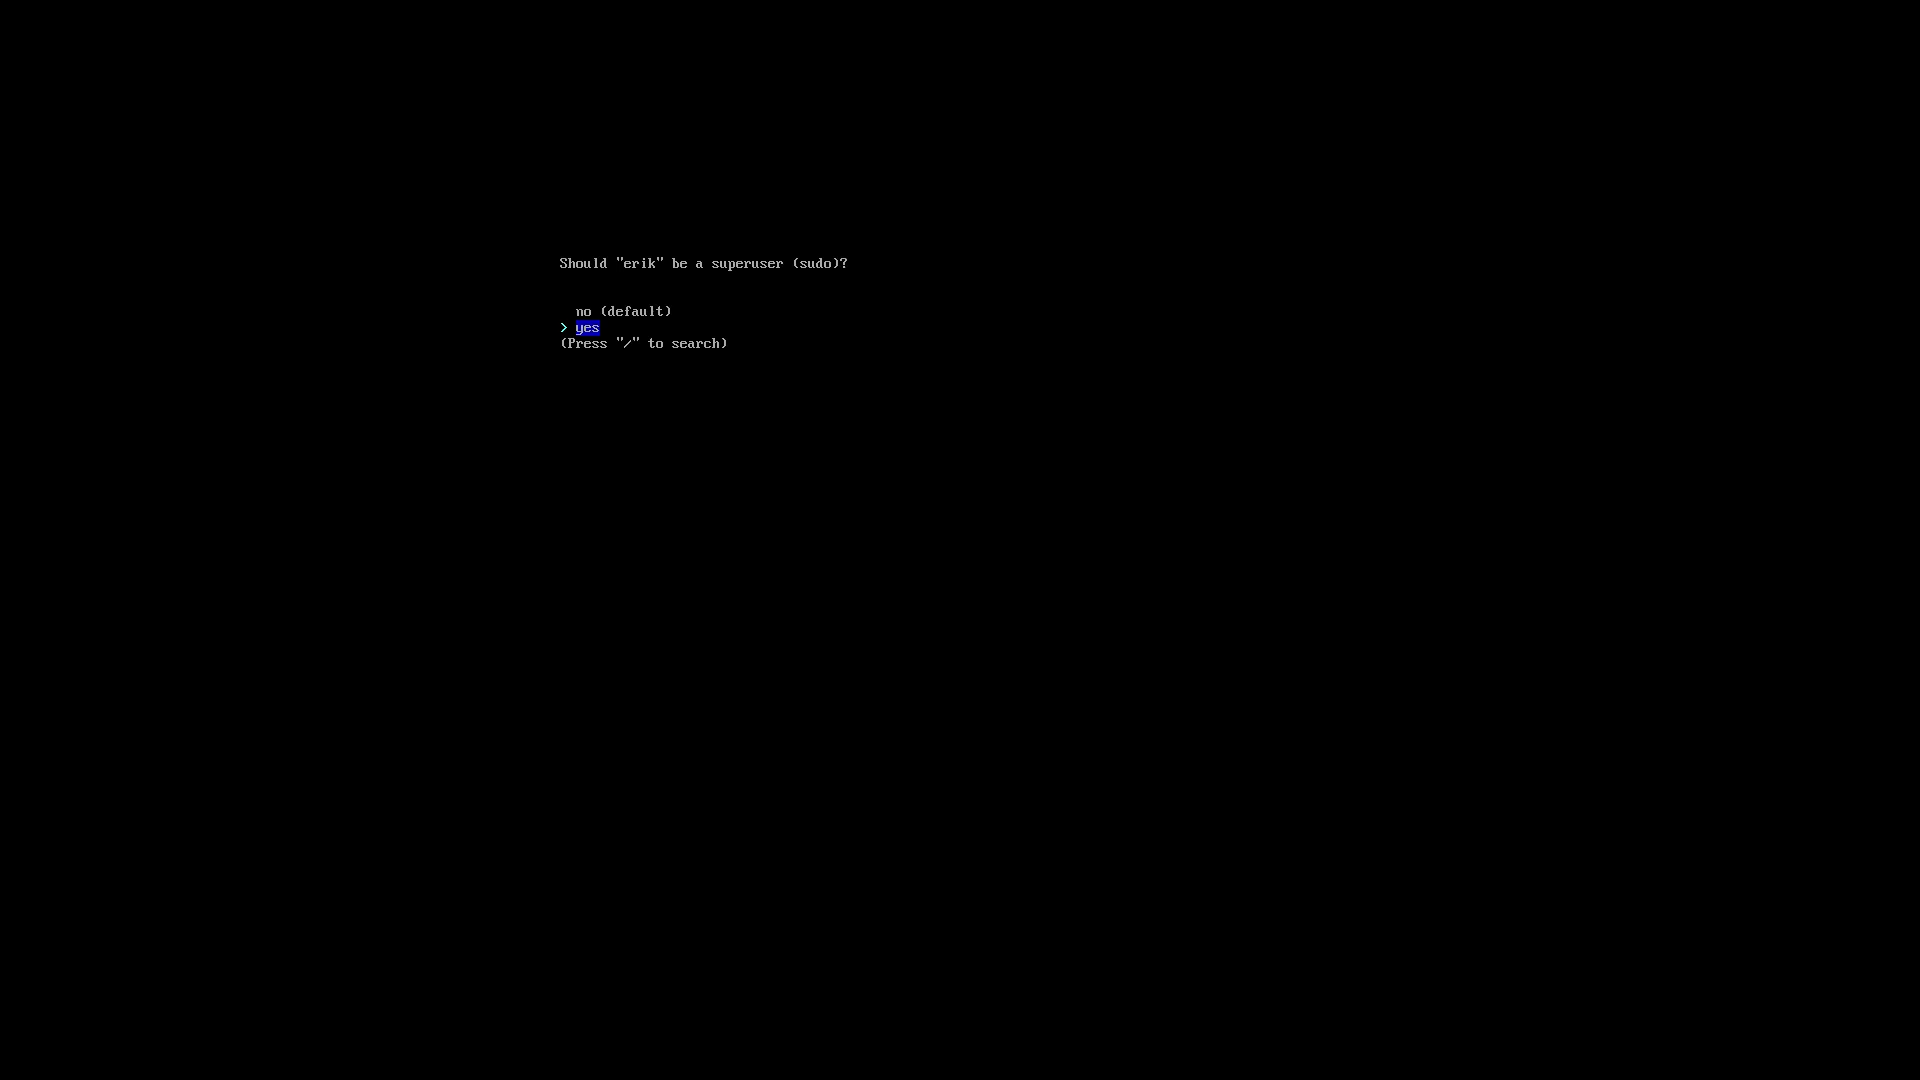 Should "erik" be a superuser (sudo)?
no (default)
> yes
(Press "/" to search)